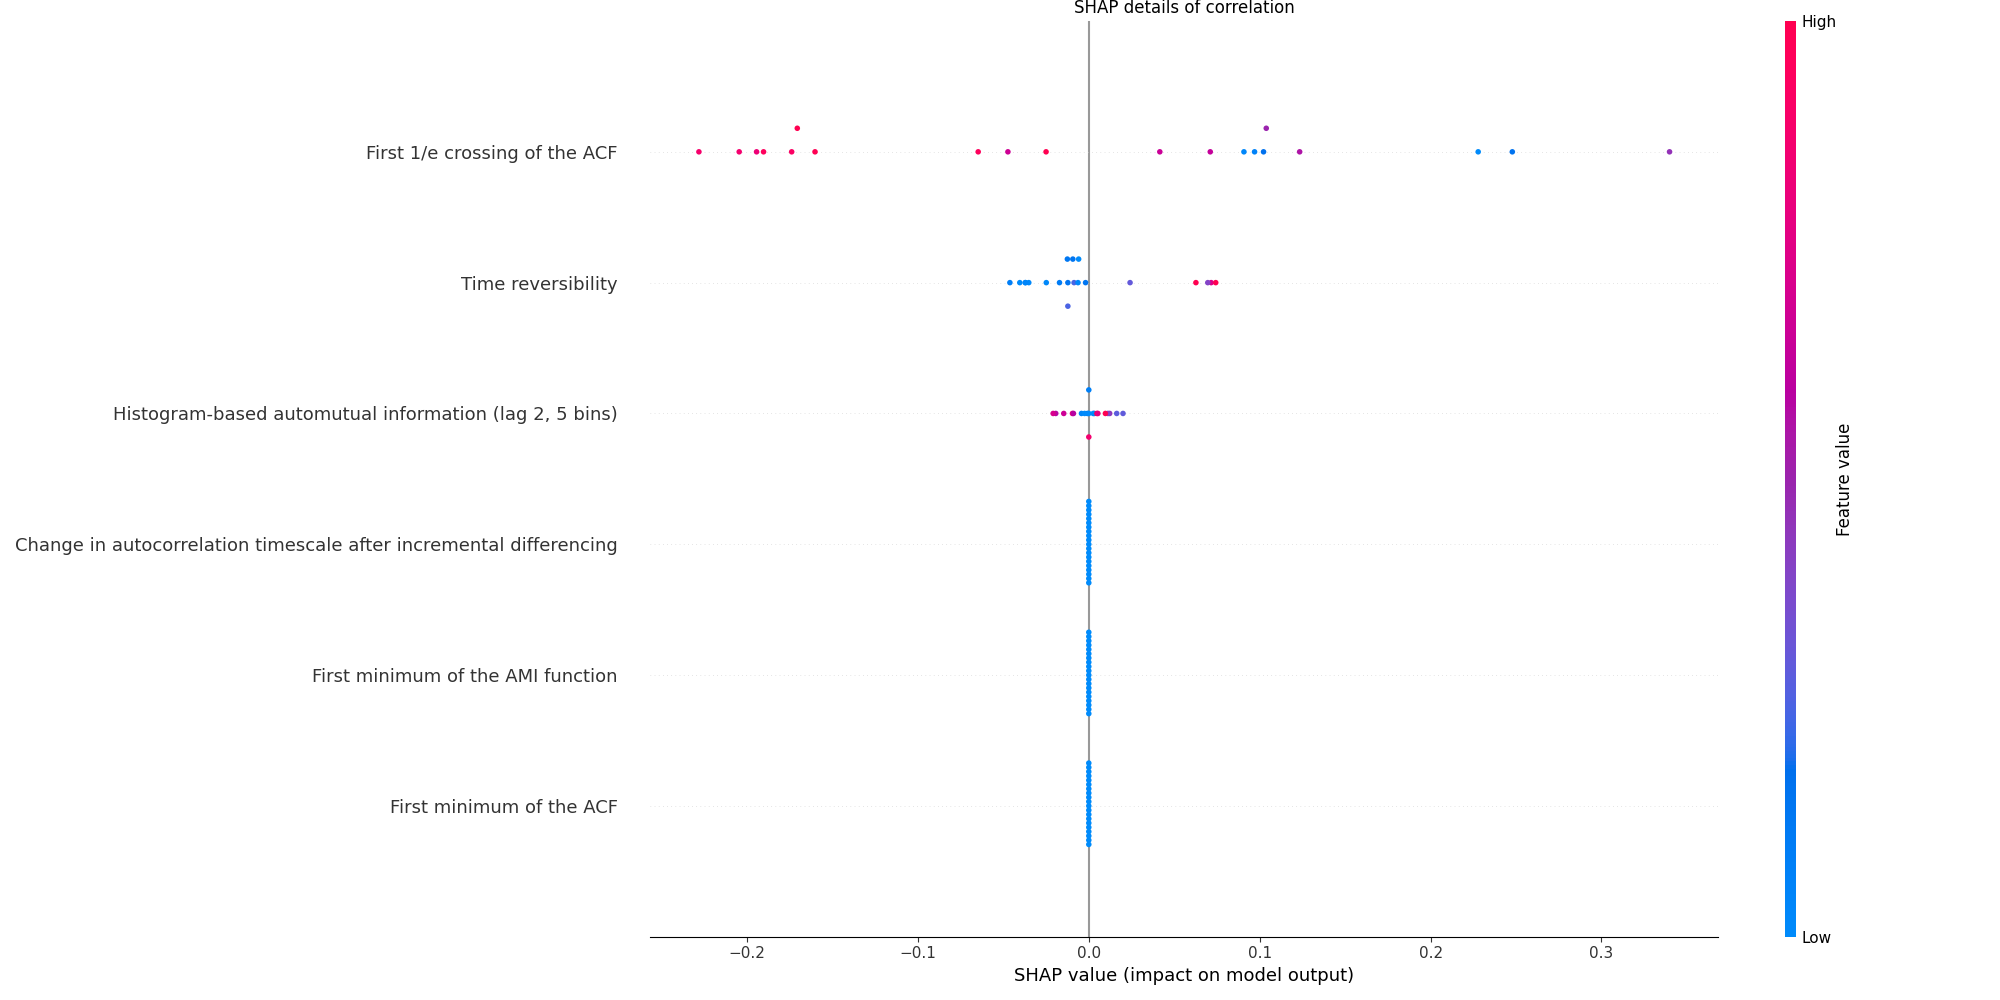 SHAP details of correlation
High
First 1/e crossing of the ACF
Time reversibility
Histogram-based automutual information (lag 2, 5 bins)
Feature value
Change in autocorrelation timescale after incremental differencing
First minimum of the AMI function
First minimum of the ACF
Low
−0.2 −0.1 0.0 0.1 0.2 0.3
SHAP value (impact on model output)